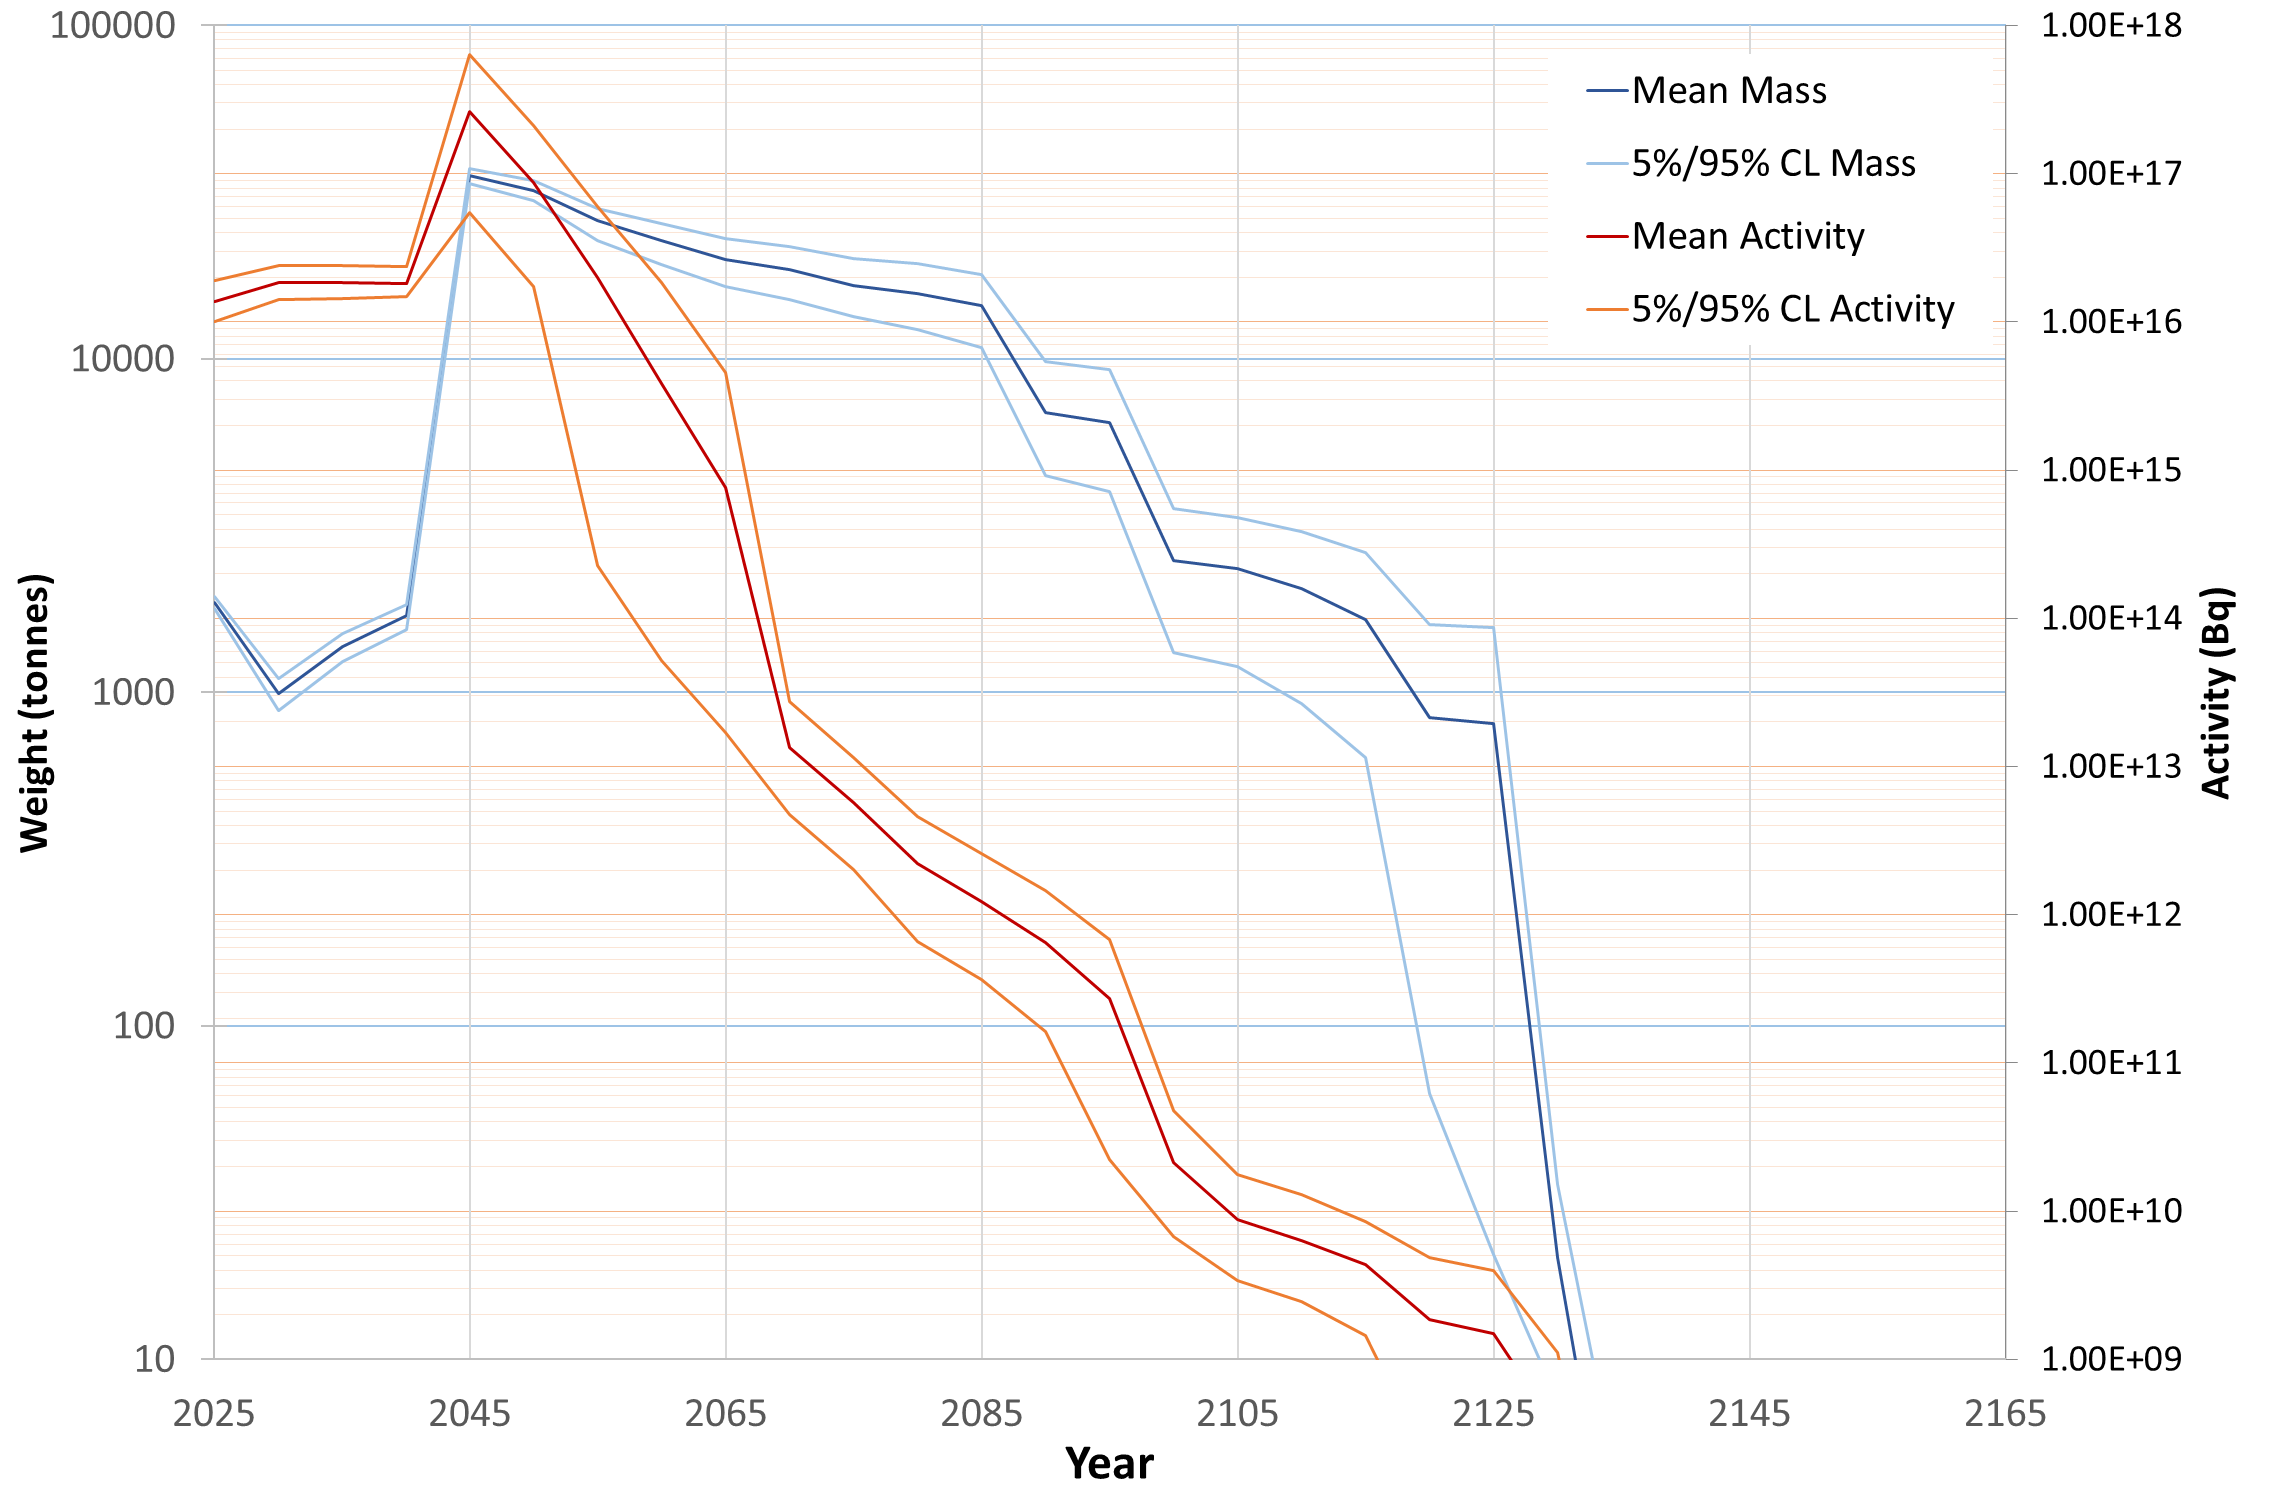 100000
10000
1000
100
10
Weight (tonnes)
1.00E+18
1.00E+17
1.00E+16
1.00E+15
1.00E+14
1.00E+13
1.00E+12
1.00E+11
1.00E+10
1.00E+09
Activity (Bq)
Mean Mass
5%/95% CL Mass
Mean Activity
5%/95% CL Activity
2025 2045 2065 2085 2105 2125 2145 2165
Year